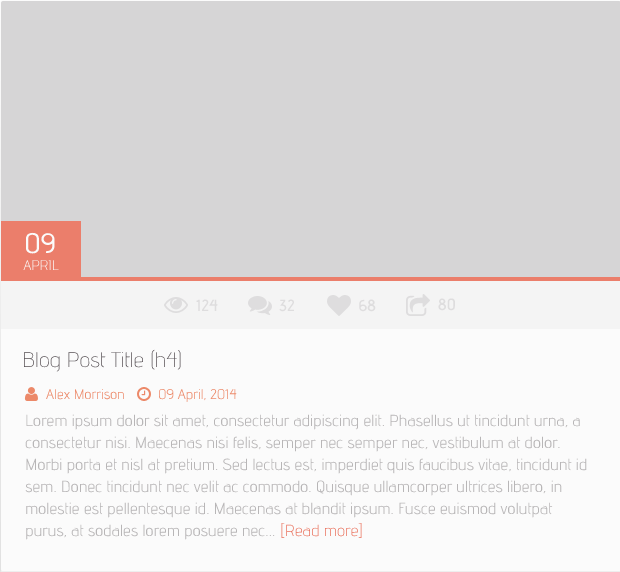 09
APRIL
124 32 68 80
Blog Post Title (h4)
Alex Morrison 09 April, 2014
Lorem ipsum dolor sit amet, consectetur adipiscing elit. Phasellus ut tincidunt urna, a
consectetur nisi. Maecenas nisi felis, semper nec semper nec, vestibulum at dolor.
Morbi porta et nisl at pretium. Sed lectus est, imperdiet quis faucibus vitae, tincidunt id
sem. Donec tincidunt nec velit ac commodo. Quisque ullamcorper ultrices libero, in
molestie est pellentesque id. Maecenas at blandit ipsum. Fusce euismod volutpat
purus, at sodales lorem posuere nec... [Read more]